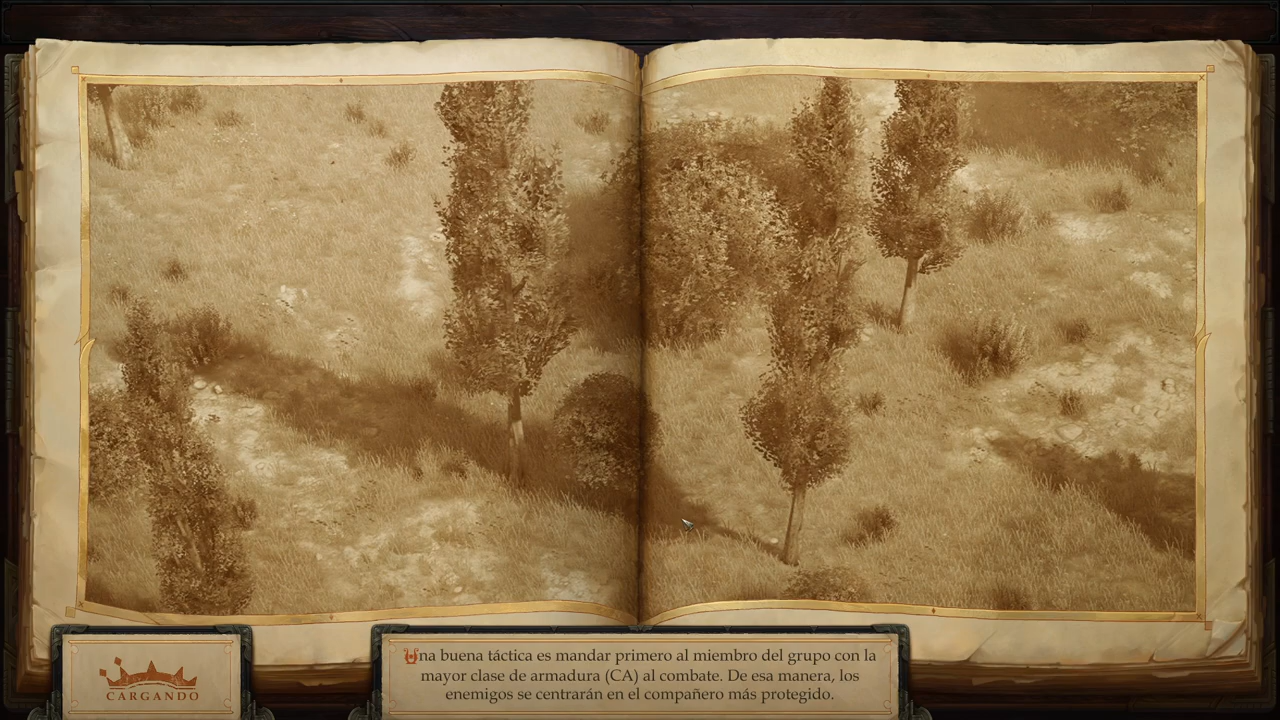 CARGANDO
Una buena táctica es mandar primero al miembro del grupo con la
mayor clase de armadura (CA) al combate. De esa manera, los
enemigos se centrarán en el compañero más protegido.